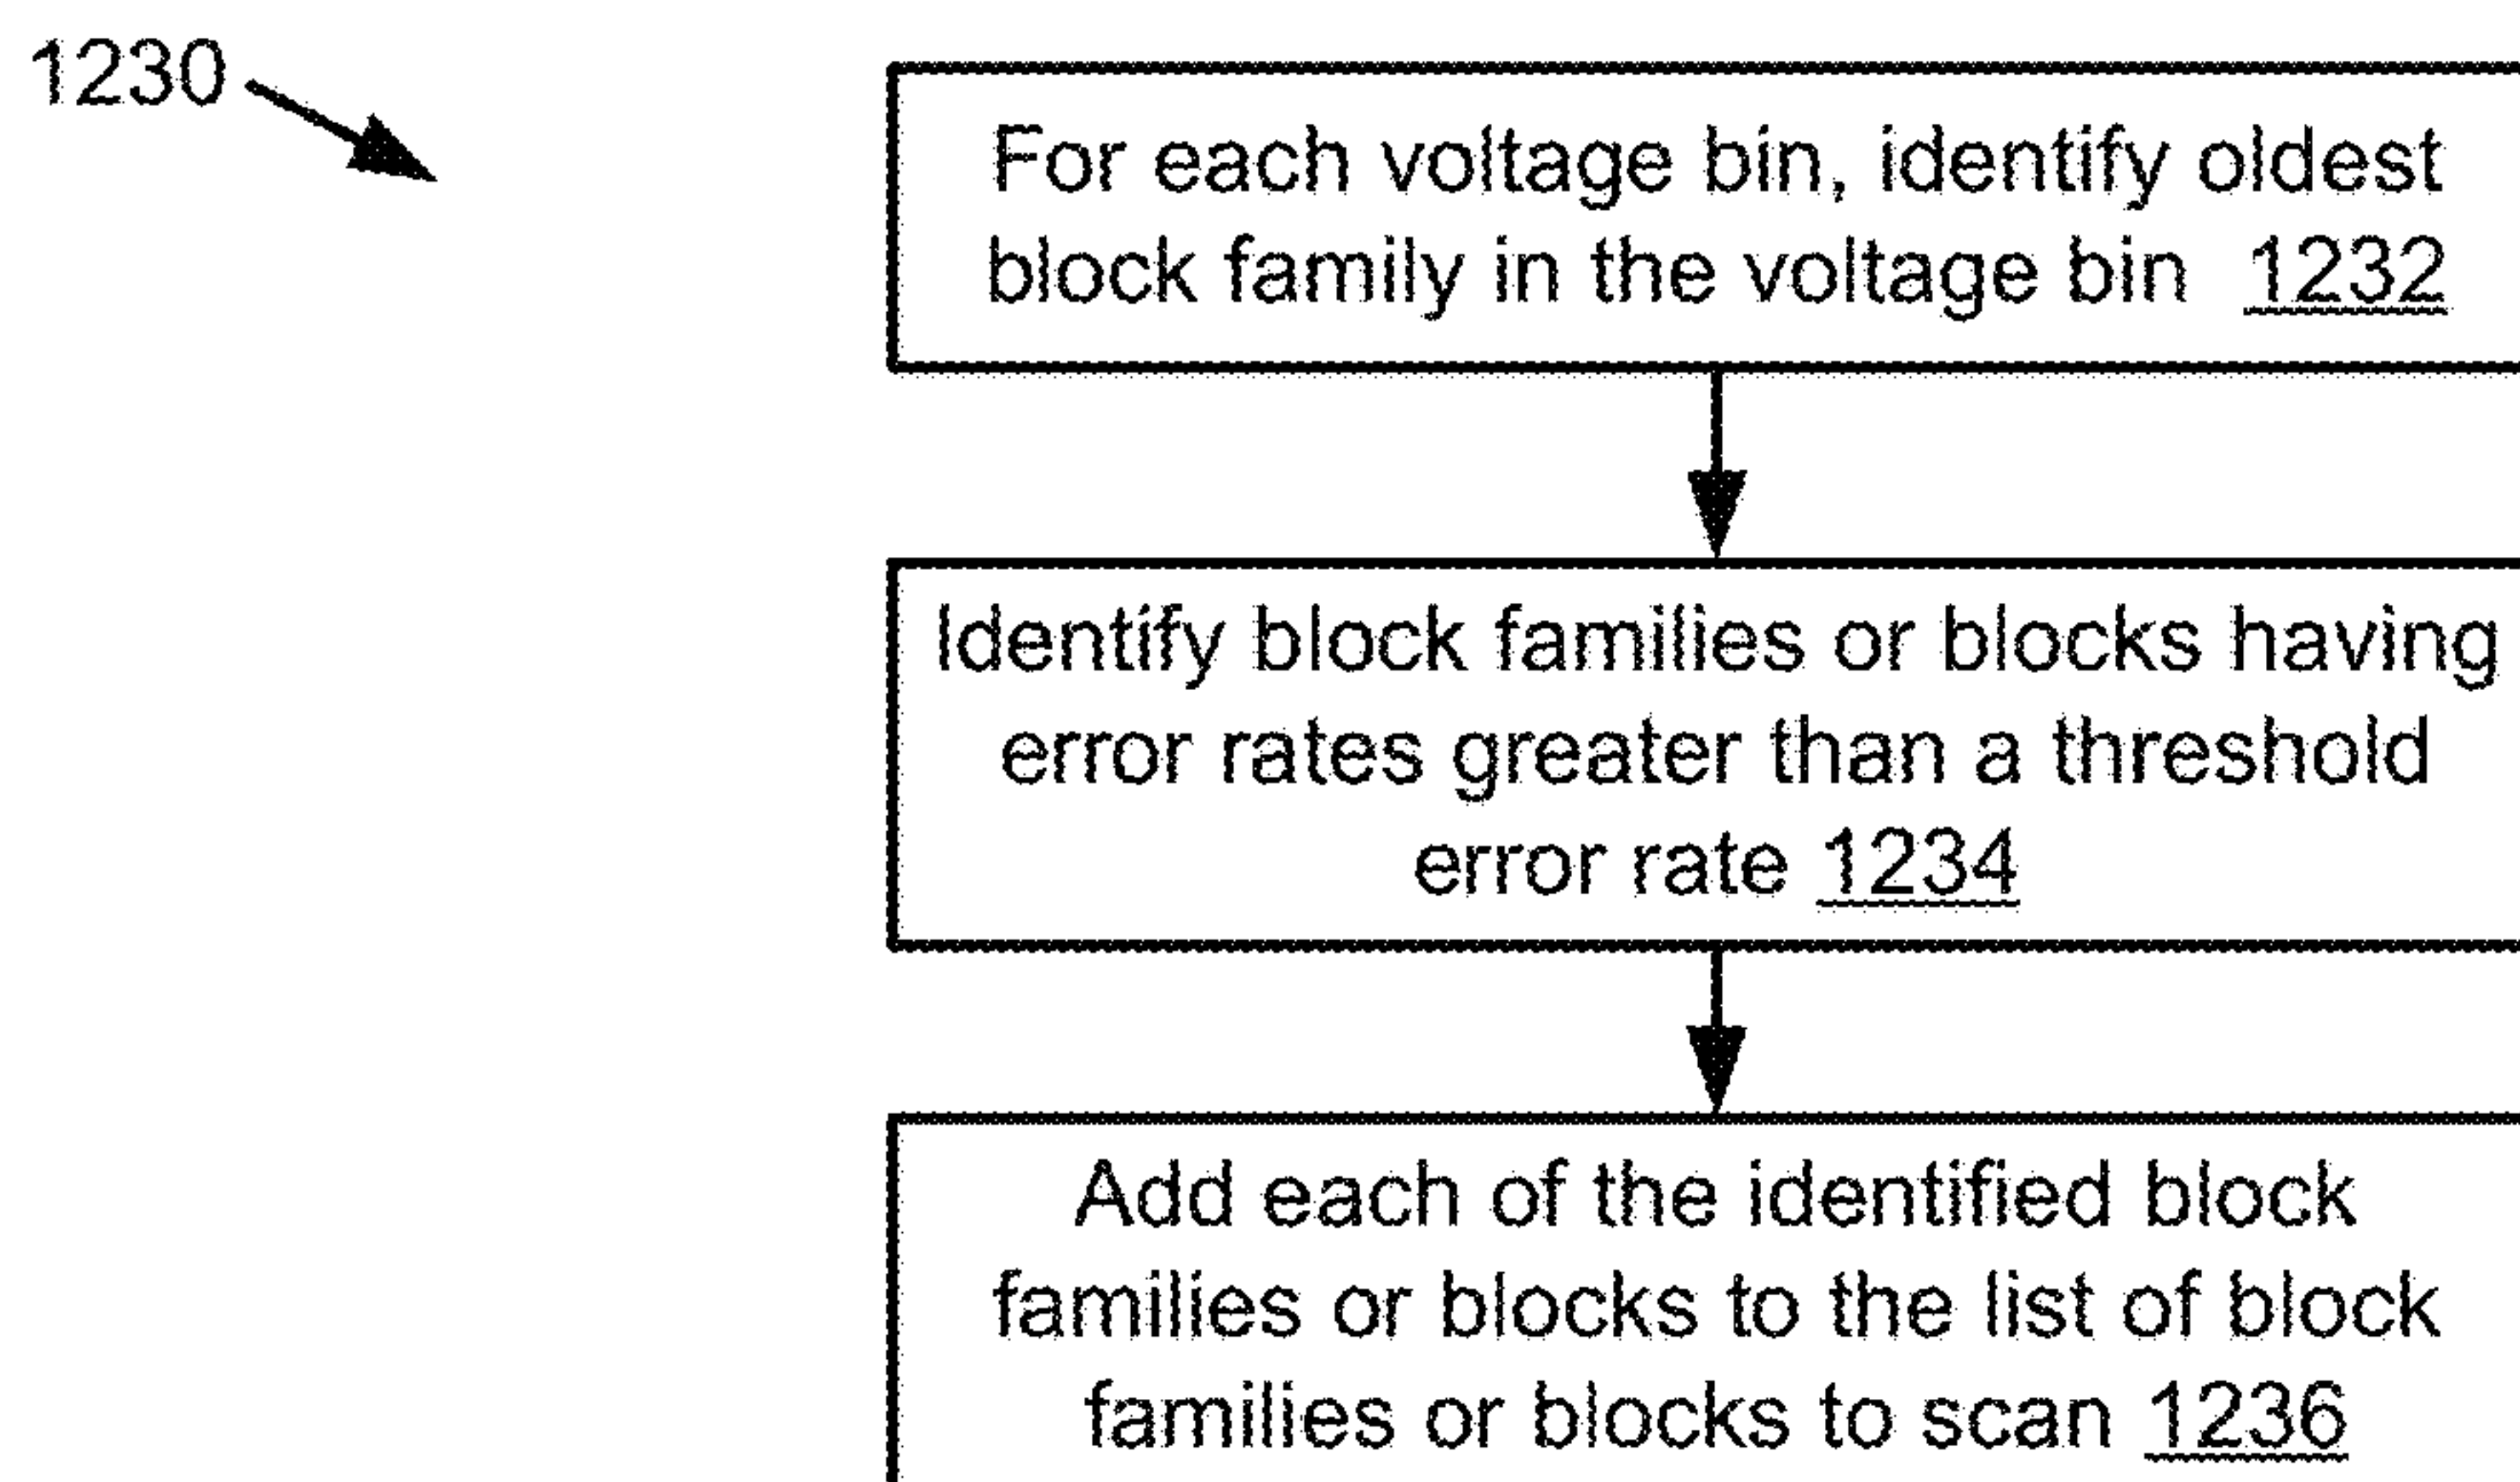 1230
For each voltage bin, identify oldest
block family in the voltage bin 1232
Identify block families or blocks having
error rates greater than a threshold
error rate 1234
Add each of the identified block
families or blocks to the list of block
families or blocks to scan 1236